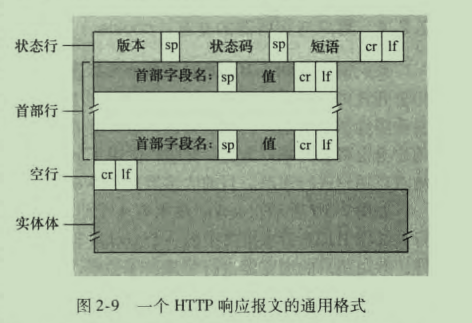 状态行 版本 sp 状态码 sp 短语 cr lf
首部字段名: sp 值 cr lf
首部行
首部字段名: sp 值 cr lf
空行 cr lf
实体体
图 2-9 一个 HTTP 响应报文的通用格式